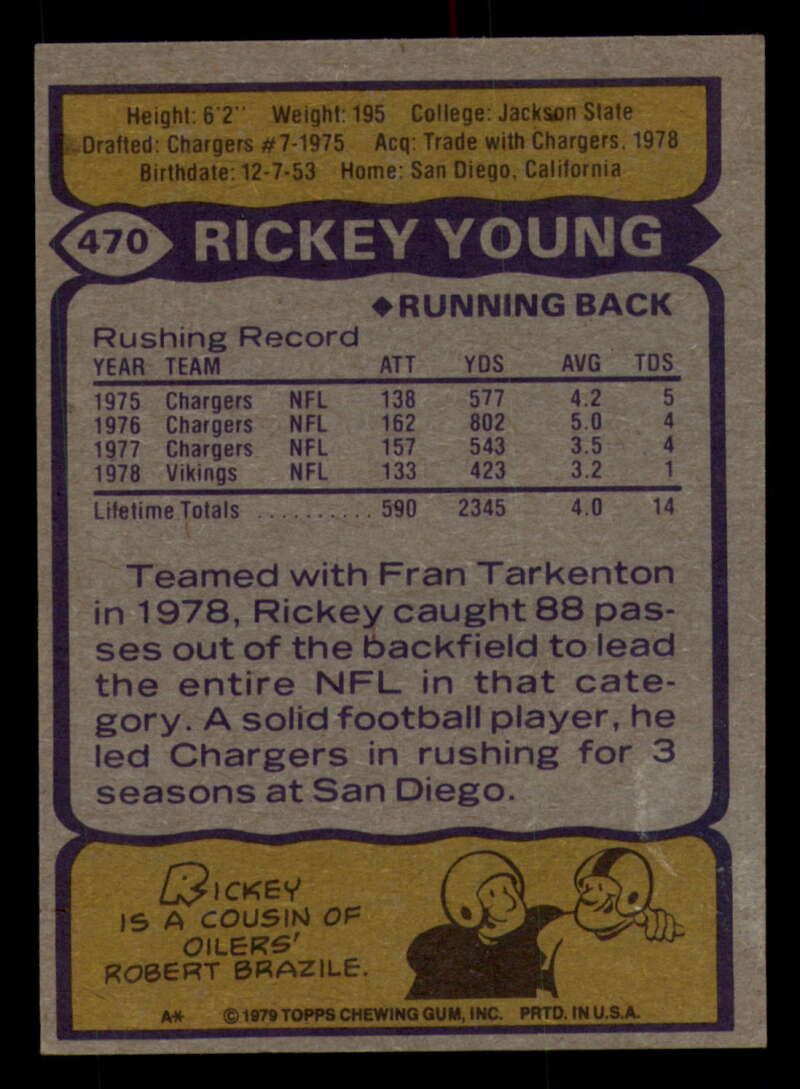 Height: 6'2" Weight: 195 College: Jackson State
Drafted: Chargers #7-1975 Acq: Trade with Chargers, 1978
Birthdate: 12-7-53 Home: San Diego, California
470 RICKEY YOUNG
◆RUNNING BACK
Rushing Record
YEAR TEAM ATT YDS AVG TDS
1975 Chargers NFL 138 577 4.2 5
1976 Chargers NFL 162 802 5.0 4
1977 Chargers NFL 157 543 3.5 4
1978 Vikings NFL 133 423 3.2 1
Lifetime Totals .......... 590 2345 4.0 14
Teamed with Fran Tarkenton
in 1978, Rickey caught 88 pas-
ses out of the backfield to lead
the entire NFL in that cate-
gory. A solid football player, he
led Chargers in rushing for 3
seasons at San Diego.
RICKEY
IS A COUSIN OF
OILERS'
ROBERT BRAZILE.
A* ©1979 TOPPS CHEWING GUM, INC. PRTD. IN U.S.A.